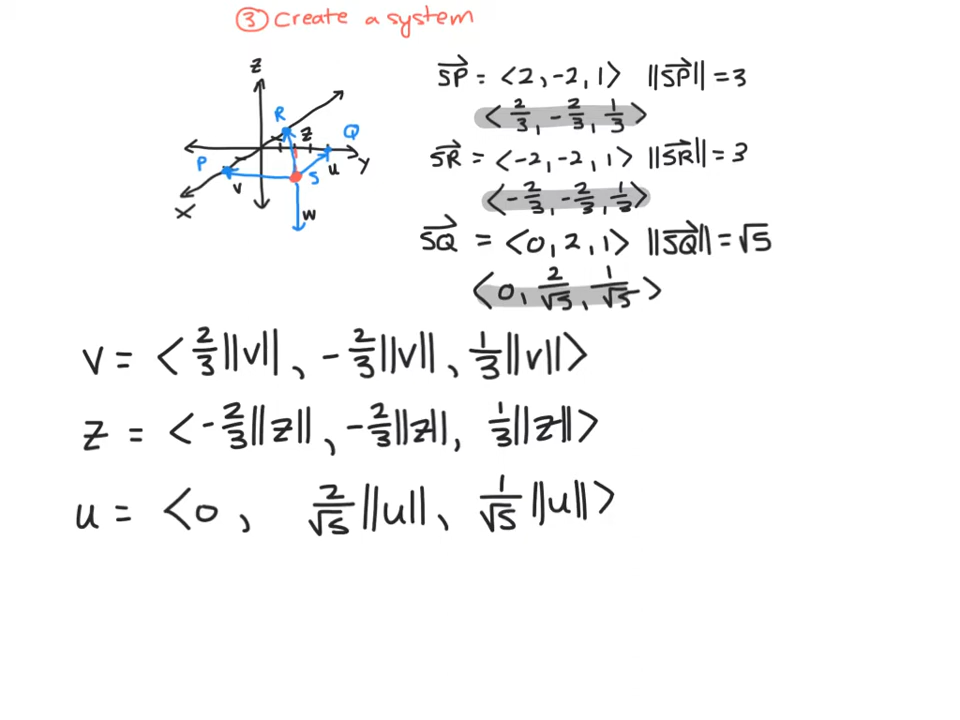 ③ Create a system
SP = <2, -2, 1> ||SP|| = 3
<2/3, -2/3, 1/3>
SR = <-2, -2, 1> ||SR|| = 3
<-2/3, -2/3, 1/3>
SQ = <0, 2, 1> ||SQ|| = √5
<0, 2/√5, 1/√5>
z
R
z
Q
P
y
v
S
u
x
w
v = <2/3||v||, -2/3||v||, 1/3||v||>
z = <-2/3||z||, -2/3||z||, 1/3||z||>
u = <0, 2/√5||u||, 1/√5||u||>